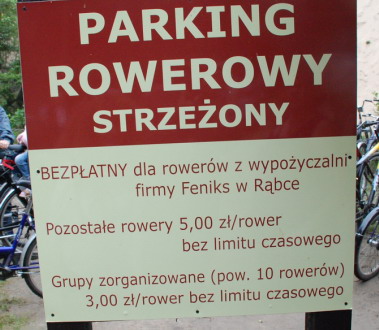 PARKING
ROWEROWY
STRZEŻONY
BEZPŁATNY dla rowerów z wypożyczalni
firmy Feniks w Rąbce
Pozostałe rowery 5,00 zł/rower
bez limitu czasowego
Grupy zorganizowane (pow. 10 rowerów)
3,00 zł/rower bez limitu czasowego